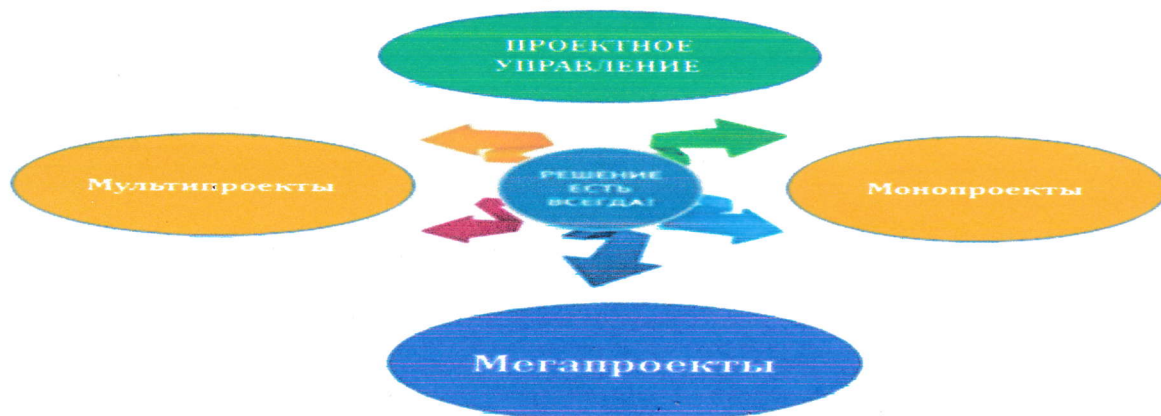 ПРОЕКТНОЕ
УПРАВЛЕНИЕ
Мультипроекты
РЕШЕНИЕ
ЕСТЬ
ВСЕГДА!
Монопроекты
Мегапроекты